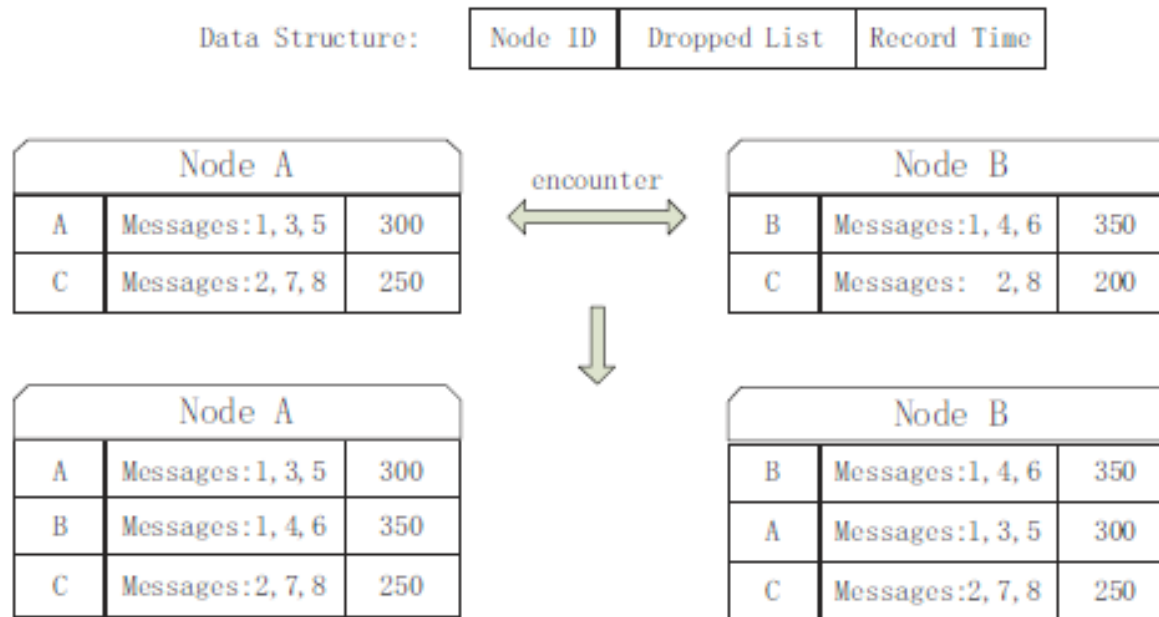 Data Structure: Node ID Dropped List Record Time
Node A
encounter
Node B
A Messages:1,3,5 300
B Messages:1,4,6 350
C Messages:2,7,8 250
C Messages: 2,8 200
Node A
Node B
A Messages:1,3,5 300
B Messages:1,4,6 350
B Messages:1,4,6 350
A Messages:1,3,5 300
C Messages:2,7,8 250
C Messages:2,7,8 250